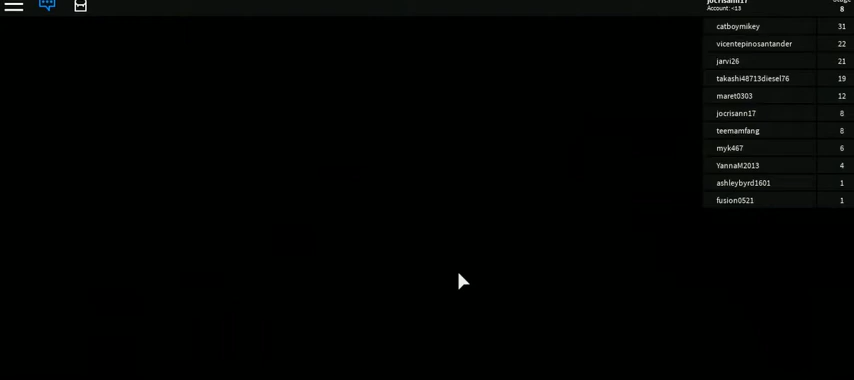 jocrisann17 Stage
Account: <13 8
catboymikey 31
vicentepinosantander 22
jarvi26 21
takashi48713diesel76 19
maret0303 12
jocrisann17 8
teemamfang 8
myk467 6
YannaM2013 4
ashleybyrd1601 1
fusion0521 1